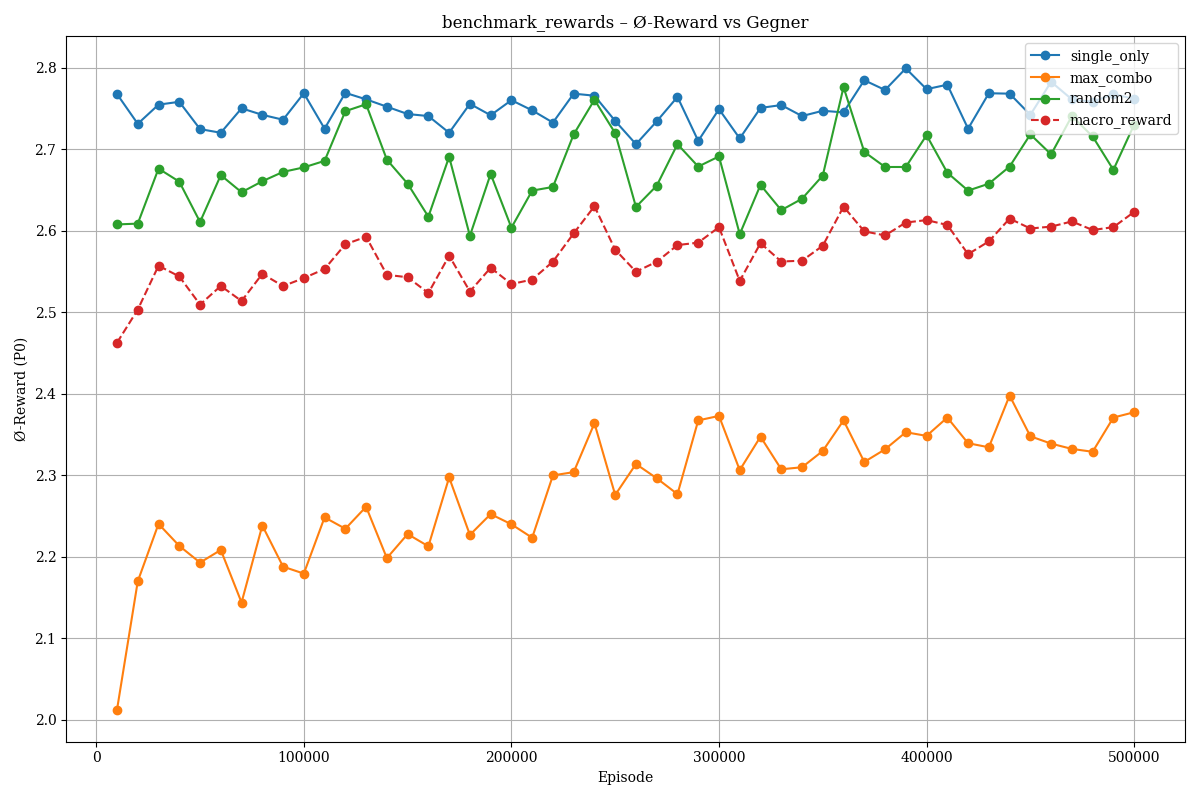 benchmark_rewards – Ø-Reward vs Gegner
single_only
max_combo
random2
macro_reward
Ø-Reward (P0)
2.8
2.7
2.6
2.5
2.4
2.3
2.2
2.1
2.0
0 100000 200000 300000 400000 500000
Episode